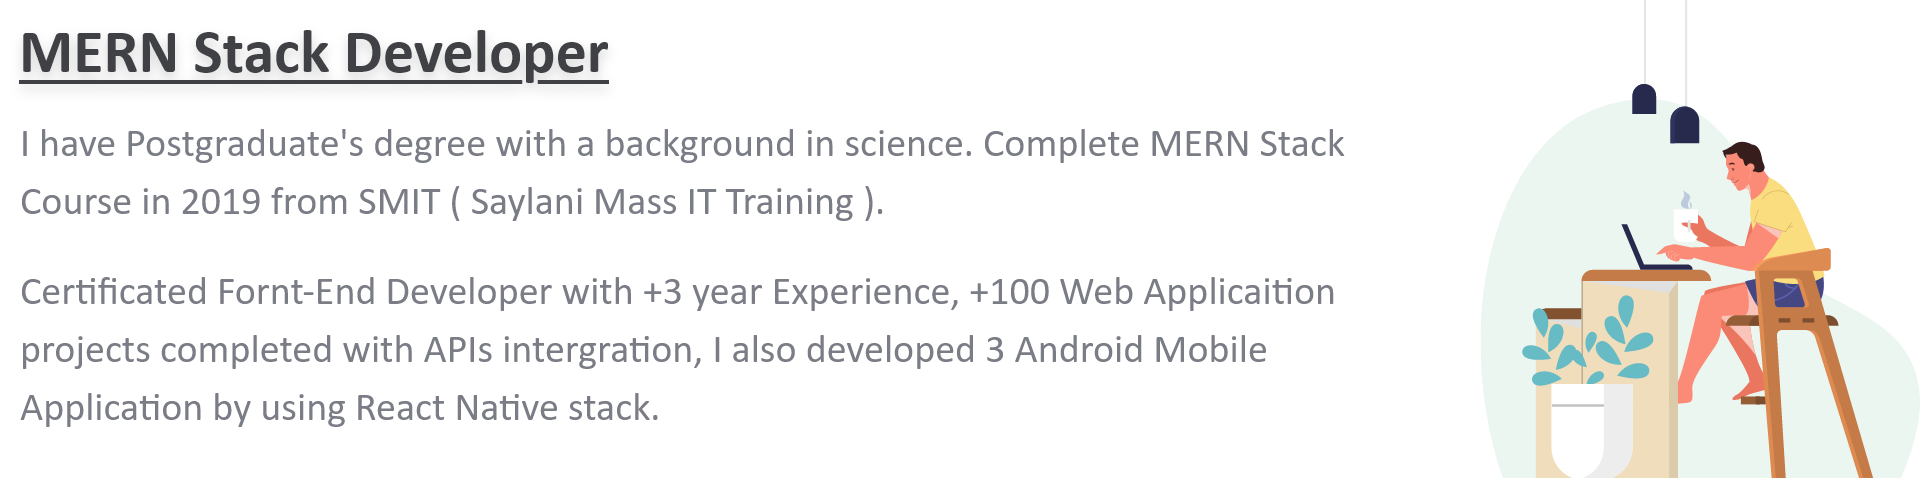 MERN Stack Developer
I have Postgraduate's degree with a background in science. Complete MERN Stack
Course in 2019 from SMIT ( Saylani Mass IT Training ).
Certificated Fornt-End Developer with +3 year Experience, +100 Web Applicaition
projects completed with APIs intergration, I also developed 3 Android Mobile
Application by using React Native stack.